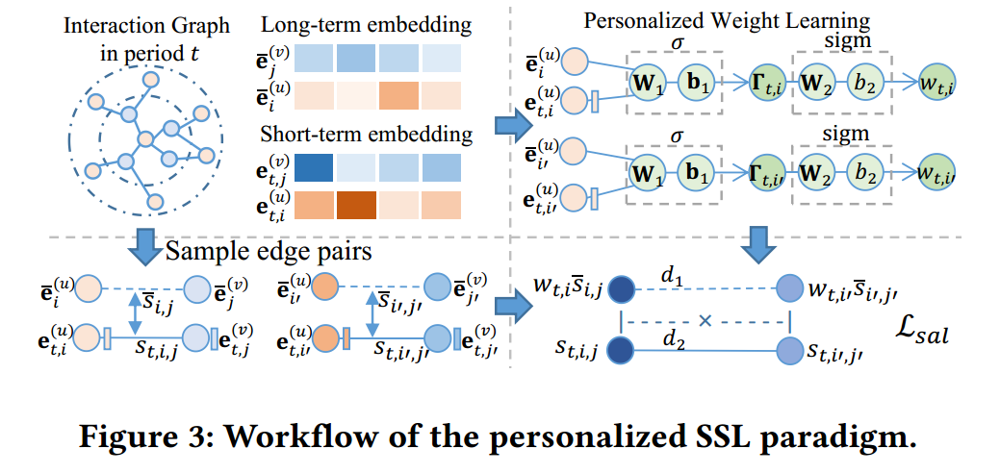 Interaction Graph
in period t
Long-term embedding
ē_j^(v)
ē_i^(u)
Short-term embedding
e_{t,j}^(v)
e_{t,i}^(u)
Personalized Weight Learning
σ
sigm
ē_i^(u)
e_{t,i}^(u)
W_1
b_1
Γ_{t,i}
W_2
b_2
w_{t,i}
σ
sigm
ē_{i′}^(u)
e_{t,i′}^(u)
W_1
b_1
Γ_{t,i′}
W_2
b_2
w_{t,i′}
Sample edge pairs
ē_i^(u)
ē_j^(v)
s̄_{i,j}
e_{t,i}^(u)
s_{t,i,j}
e_{t,j}^(v)
ē_{i′}^(u)
ē_{j′}^(v)
s̄_{i′,j′}
e_{t,i′}^(u)
s_{t,i′,j′}
e_{t,j′}^(v)
w_{t,i} s̄_{i,j}
d_1
w_{t,i′} s̄_{i′,j′}
×
s_{t,i,j}
d_2
s_{t,i′,j′}
ℒ_sal
Figure 3: Workflow of the personalized SSL paradigm.